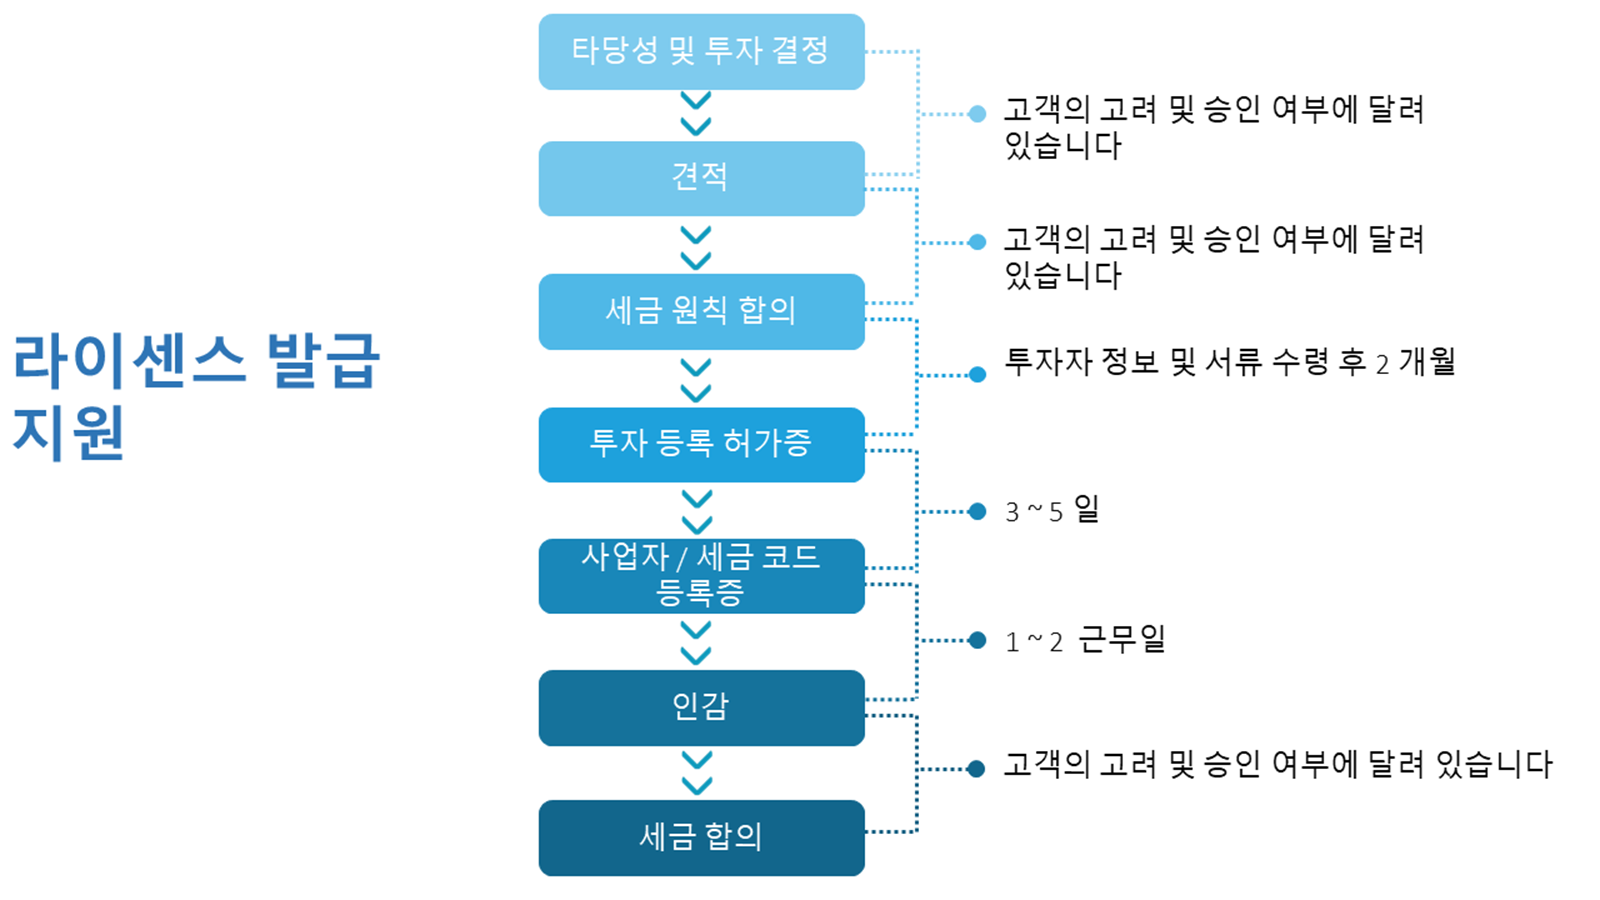 라이센스 발급
지원
타당성 및 투자 결정
견적
세금 원칙 합의
투자 등록 허가증
사업자 / 세금 코드
등록증
인감
세금 합의
고객의 고려 및 승인 여부에 달려
있습니다
고객의 고려 및 승인 여부에 달려
있습니다
투자자 정보 및 서류 수령 후 2 개월
3 ~ 5 일
1 ~ 2 근무일
고객의 고려 및 승인 여부에 달려 있습니다